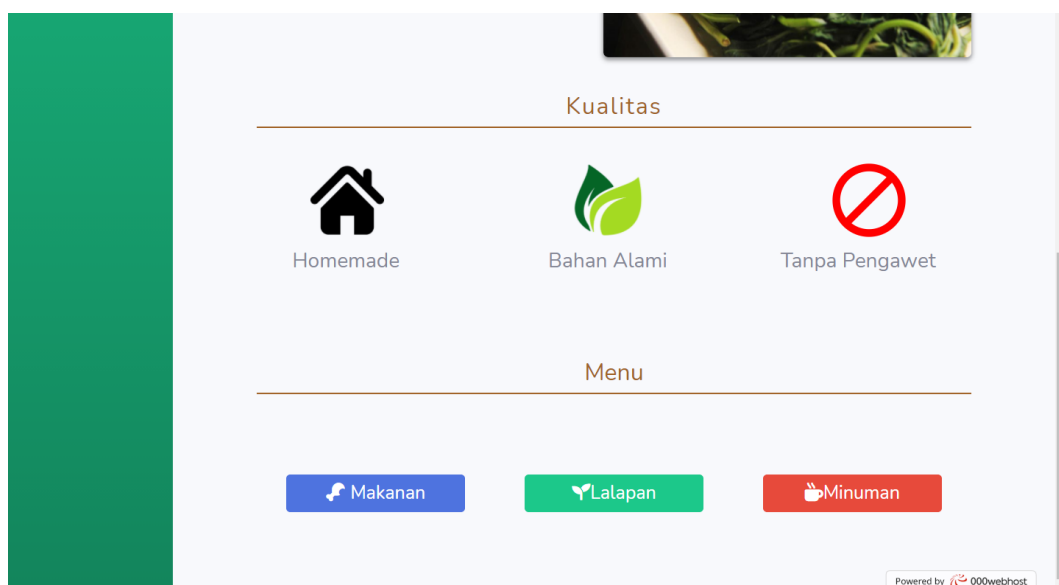 Kualitas
Homemade
Bahan Alami
Tanpa Pengawet
Menu
Makanan
Lalapan
Minuman
Powered by 000webhost